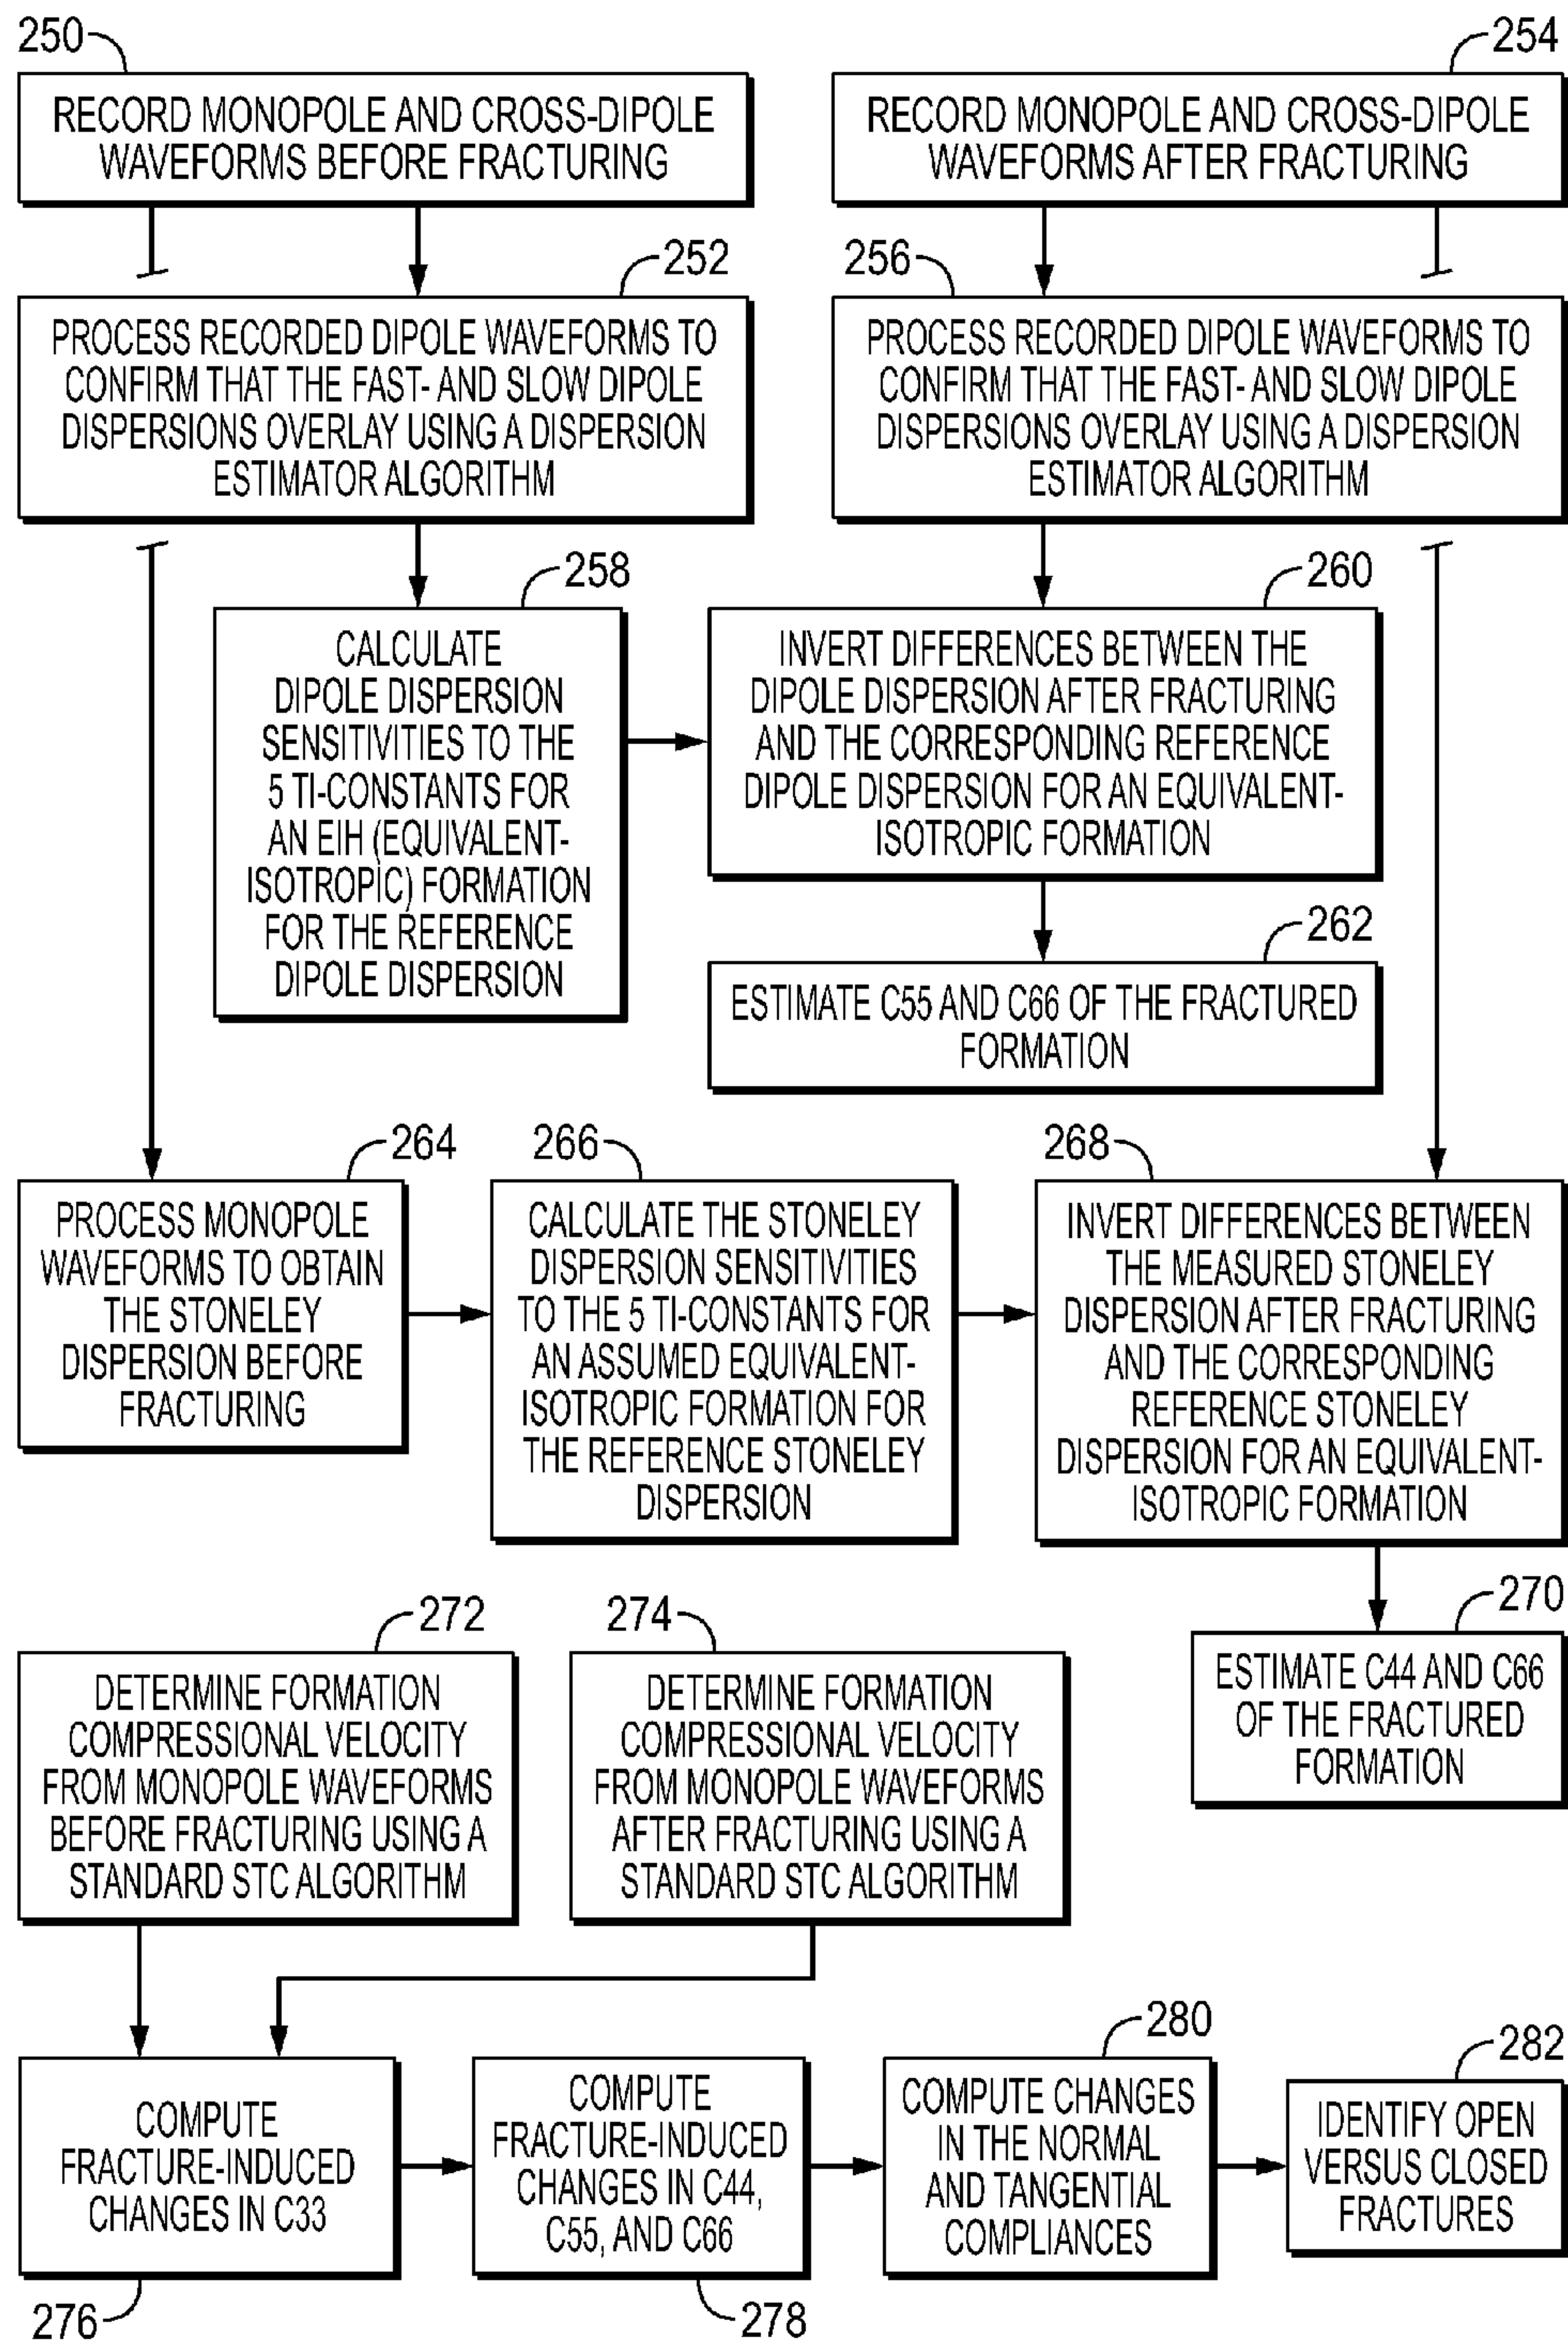 250
RECORD MONOPOLE AND CROSS-DIPOLE
WAVEFORMS BEFORE FRACTURING
254
RECORD MONOPOLE AND CROSS-DIPOLE
WAVEFORMS AFTER FRACTURING
252
PROCESS RECORDED DIPOLE WAVEFORMS TO
CONFIRM THAT THE FAST- AND SLOW DIPOLE
DISPERSIONS OVERLAY USING A DISPERSION
ESTIMATOR ALGORITHM
256
PROCESS RECORDED DIPOLE WAVEFORMS TO
CONFIRM THAT THE FAST- AND SLOW DIPOLE
DISPERSIONS OVERLAY USING A DISPERSION
ESTIMATOR ALGORITHM
258
CALCULATE
DIPOLE DISPERSION
SENSITIVITIES TO THE
5 TI-CONSTANTS FOR
AN EIH (EQUIVALENT-
ISOTROPIC) FORMATION
FOR THE REFERENCE
DIPOLE DISPERSION
260
INVERT DIFFERENCES BETWEEN THE
DIPOLE DISPERSION AFTER FRACTURING
AND THE CORRESPONDING REFERENCE
DIPOLE DISPERSION FOR AN EQUIVALENT-
ISOTROPIC FORMATION
262
ESTIMATE C55 AND C66 OF THE FRACTURED
FORMATION
264
PROCESS MONOPOLE
WAVEFORMS TO OBTAIN
THE STONELEY
DISPERSION BEFORE
FRACTURING
266
CALCULATE THE STONELEY
DISPERSION SENSITIVITIES
TO THE 5 TI-CONSTANTS FOR
AN ASSUMED EQUIVALENT-
ISOTROPIC FORMATION FOR
THE REFERENCE STONELEY
DISPERSION
268
INVERT DIFFERENCES BETWEEN
THE MEASURED STONELEY
DISPERSION AFTER FRACTURING
AND THE CORRESPONDING
REFERENCE STONELEY
DISPERSION FOR AN EQUIVALENT-
ISOTROPIC FORMATION
270
ESTIMATE C44 AND C66
OF THE FRACTURED
FORMATION
272
DETERMINE FORMATION
COMPRESSIONAL VELOCITY
FROM MONOPOLE WAVEFORMS
BEFORE FRACTURING USING A
STANDARD STC ALGORITHM
274
DETERMINE FORMATION
COMPRESSIONAL VELOCITY
FROM MONOPOLE WAVEFORMS
AFTER FRACTURING USING A
STANDARD STC ALGORITHM
COMPUTE
FRACTURE-INDUCED
CHANGES IN C33
276
COMPUTE
FRACTURE-INDUCED
CHANGES IN C44,
C55, AND C66
278
280
COMPUTE CHANGES
IN THE NORMAL
AND TANGENTIAL
COMPLIANCES
282
IDENTIFY OPEN
VERSUS CLOSED
FRACTURES